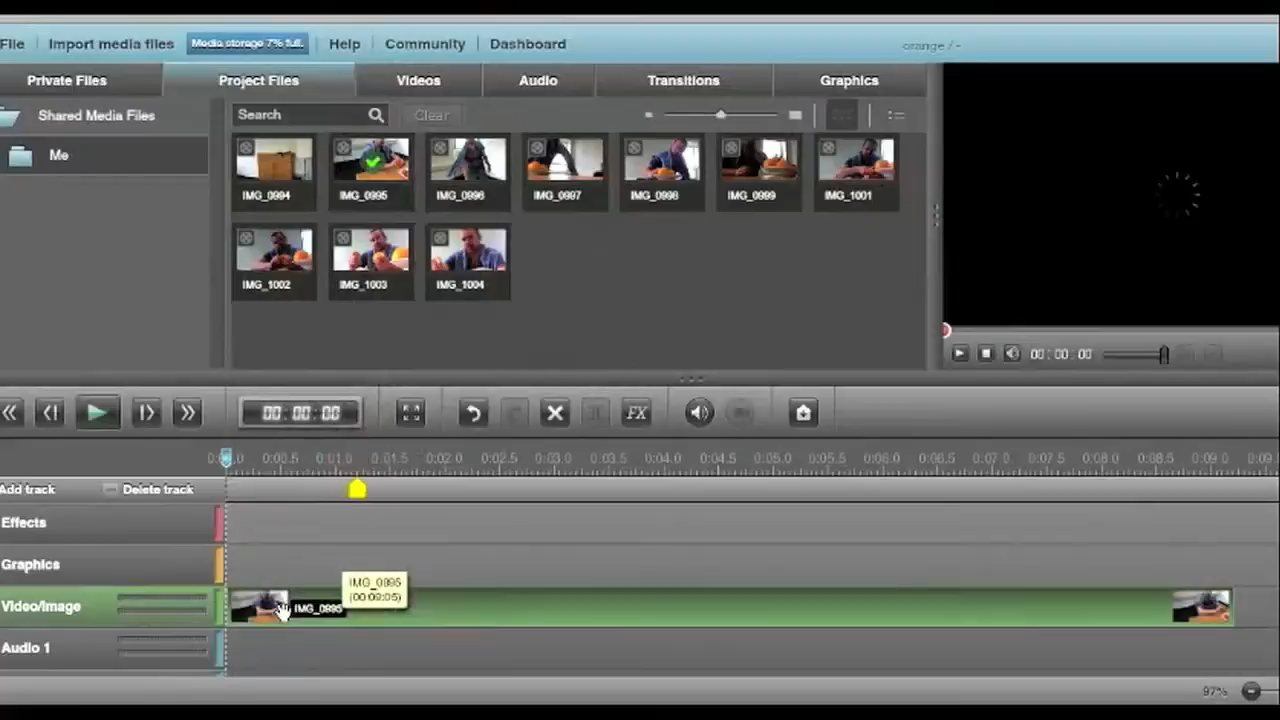 File Import media files Media storage 7% full. Help Community Dashboard orange / -
Private Files Project Files Videos Audio Transitions Graphics
Shared Media Files Search Clear
Me
IMG_0994 IMG_0995 IMG_0996 IMG_0997 IMG_0998 IMG_0999 IMG_1001
IMG_1002 IMG_1003 IMG_1004
00:00:00
00:00:00 FX
0:00.5 0:01.0 0:01.5 0:02.0 0:02.5 0:03.0 0:03.5 0:04.0 0:04.5 0:05.0 0:05.5 0:06.0 0:06.5 0:07.0 0:07.5 0:08.0 0:08.5 0:09.0 0:09
Add track Delete track
Effects
Graphics
IMG_0995
(00:09:05)
Video/Image IMG_0995
Audio 1
97%